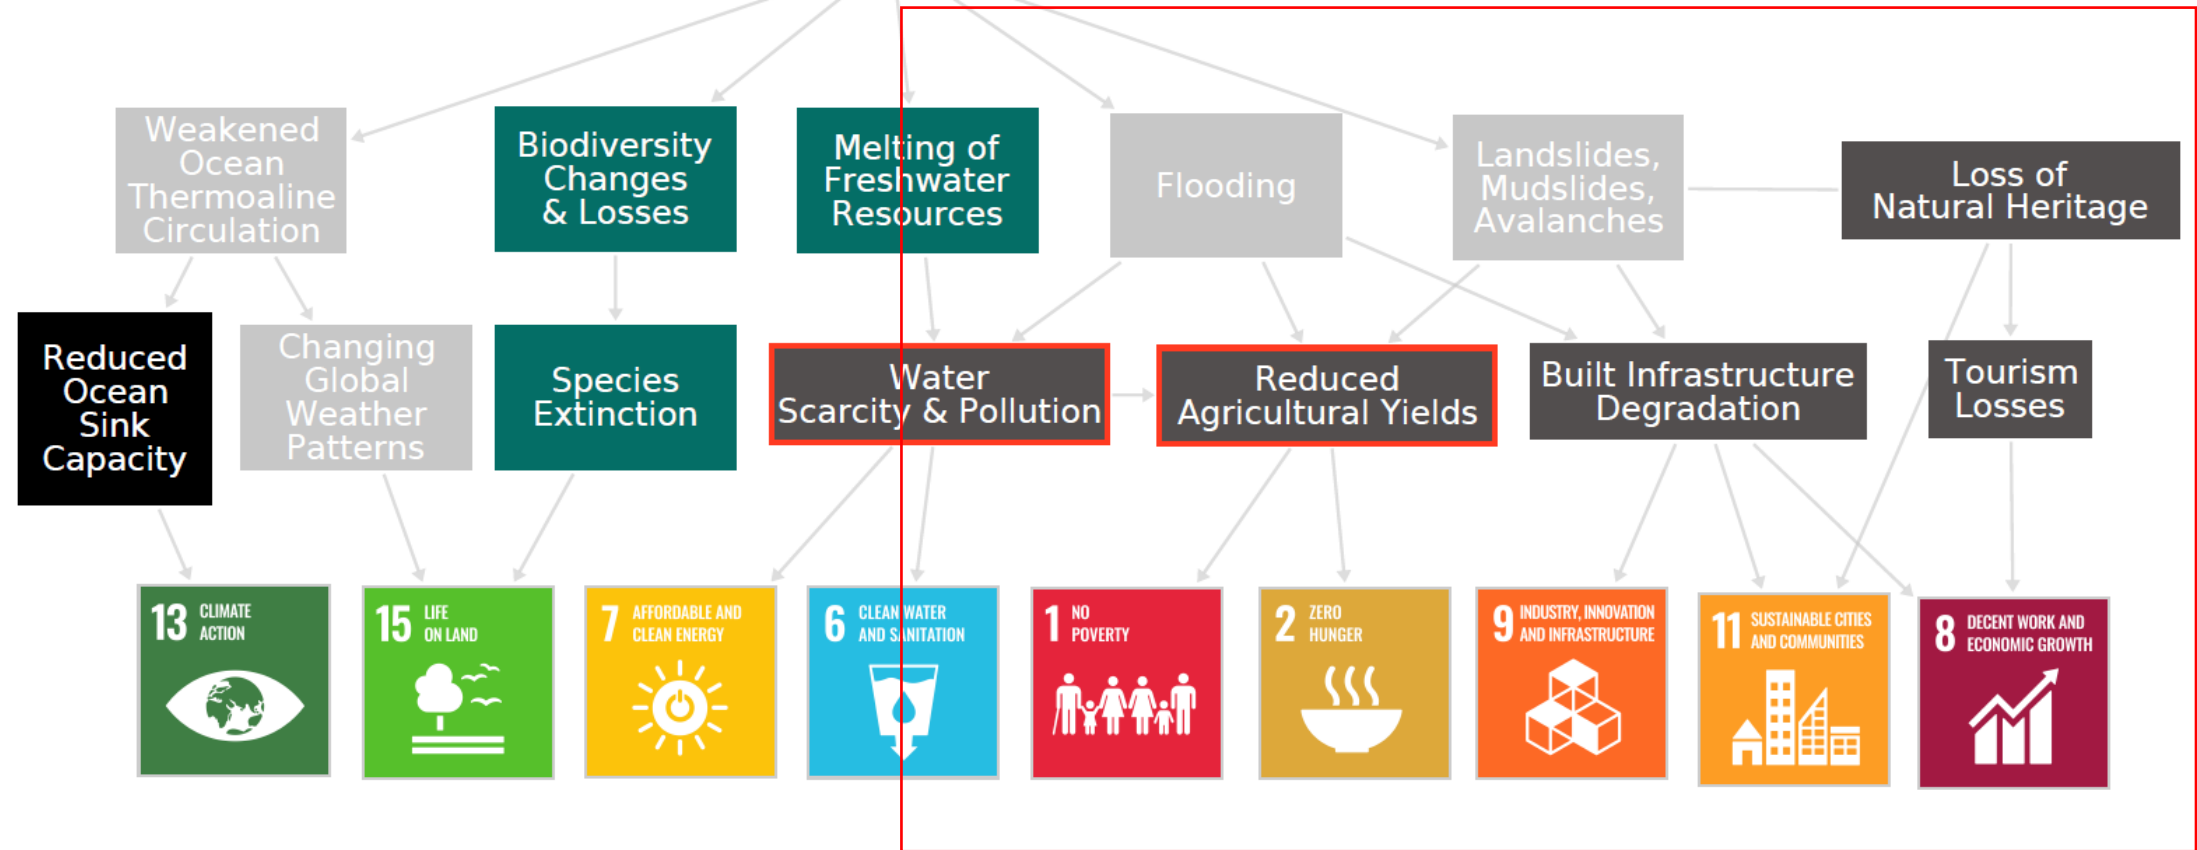 Weakened
Ocean
Thermoaline
Circulation
Biodiversity
Changes
& Losses
Melting of
Freshwater
Resources
Flooding
Landslides,
Mudslides,
Avalanches
Loss of
Natural Heritage
Reduced
Ocean
Sink
Capacity
Changing
Global
Weather
Patterns
Species
Extinction
Water
Scarcity & Pollution
Reduced
Agricultural Yields
Built Infrastructure
Degradation
Tourism
Losses
13 CLIMATE
ACTION
15 LIFE
ON LAND
7 AFFORDABLE AND
CLEAN ENERGY
6 CLEAN WATER
AND SANITATION
1 NO
POVERTY
2 ZERO
HUNGER
9 INDUSTRY, INNOVATION
AND INFRASTRUCTURE
11 SUSTAINABLE CITIES
AND COMMUNITIES
8 DECENT WORK AND
ECONOMIC GROWTH